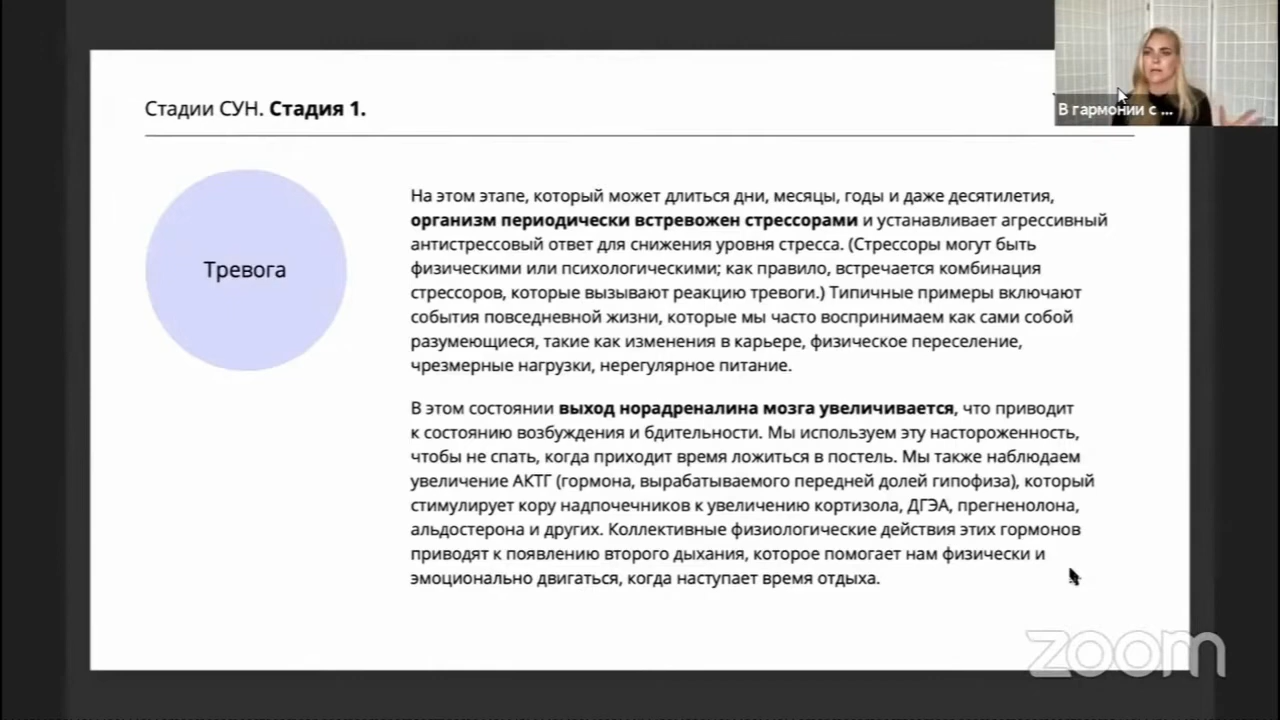 В гармонии с ...
Стадии СУН. Стадия 1.
Тревога
На этом этапе, который может длиться дни, месяцы, годы и даже десятилетия,
организм периодически встревожен стрессорами и устанавливает агрессивный
антистрессовый ответ для снижения уровня стресса. (Стрессоры могут быть
физическими или психологическими; как правило, встречается комбинация
стрессоров, которые вызывают реакцию тревоги.) Типичные примеры включают
события повседневной жизни, которые мы часто воспринимаем как сами собой
разумеющиеся, такие как изменения в карьере, физическое переселение,
чрезмерные нагрузки, нерегулярное питание.
В этом состоянии выход норадреналина мозга увеличивается, что приводит
к состоянию возбуждения и бдительности. Мы используем эту настороженность,
чтобы не спать, когда приходит время ложиться в постель. Мы также наблюдаем
увеличение АКТГ (гормона, вырабатываемого передней долей гипофиза), который
стимулирует кору надпочечников к увеличению кортизола, ДГЭА, прегненолона,
альдостерона и других. Коллективные физиологические действия этих гормонов
приводят к появлению второго дыхания, которое помогает нам физически и
эмоционально двигаться, когда наступает время отдыха.
zoom